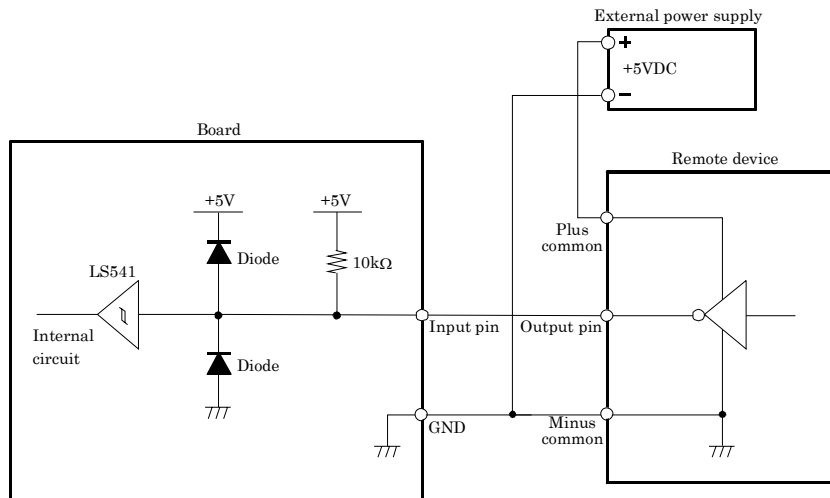 External power supply
+
+5VDC
−
Board
Remote device
+5V
+5V
Plus
common
Diode
10kΩ
LS541
Input pin
Output pin
Internal
circuit
Diode
GND
Minus
common